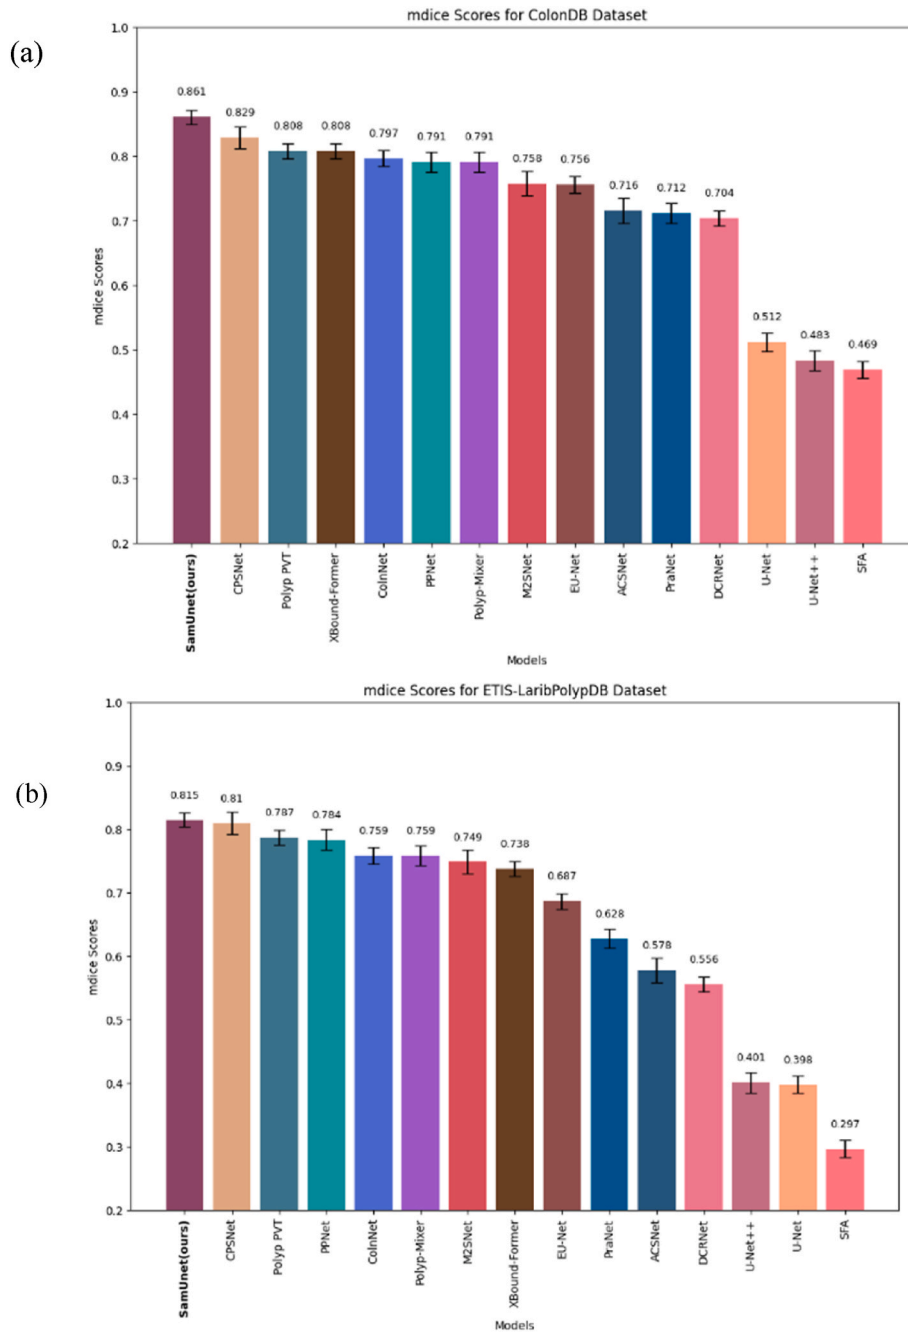 (a)
mdice Scores for ColonDB Dataset
mdice Scores
1.0
0.9
0.8
0.7
0.6
0.5
0.4
0.3
0.2
0.861
0.829
0.808
0.808
0.797
0.791
0.791
0.758
0.756
0.716
0.712
0.704
0.512
0.483
0.469
SamUnet(ours)
CPSNet
Polyp PVT
XBound-Former
ColnNet
PPNet
Polyp-Mixer
M2SNet
EU-Net
ACSNet
PraNet
DCRNet
U-Net
U-Net++
SFA
Models
(b)
mdice Scores for ETIS-LaribPolypDB Dataset
mdice Scores
1.0
0.9
0.8
0.7
0.6
0.5
0.4
0.3
0.2
0.815
0.81
0.787
0.784
0.759
0.759
0.749
0.738
0.687
0.628
0.578
0.556
0.401
0.398
0.297
SamUnet(ours)
CPSNet
Polyp PVT
PPNet
ColnNet
Polyp-Mixer
M2SNet
XBound-Former
EU-Net
PraNet
ACSNet
DCRNet
U-Net++
U-Net
SFA
Models